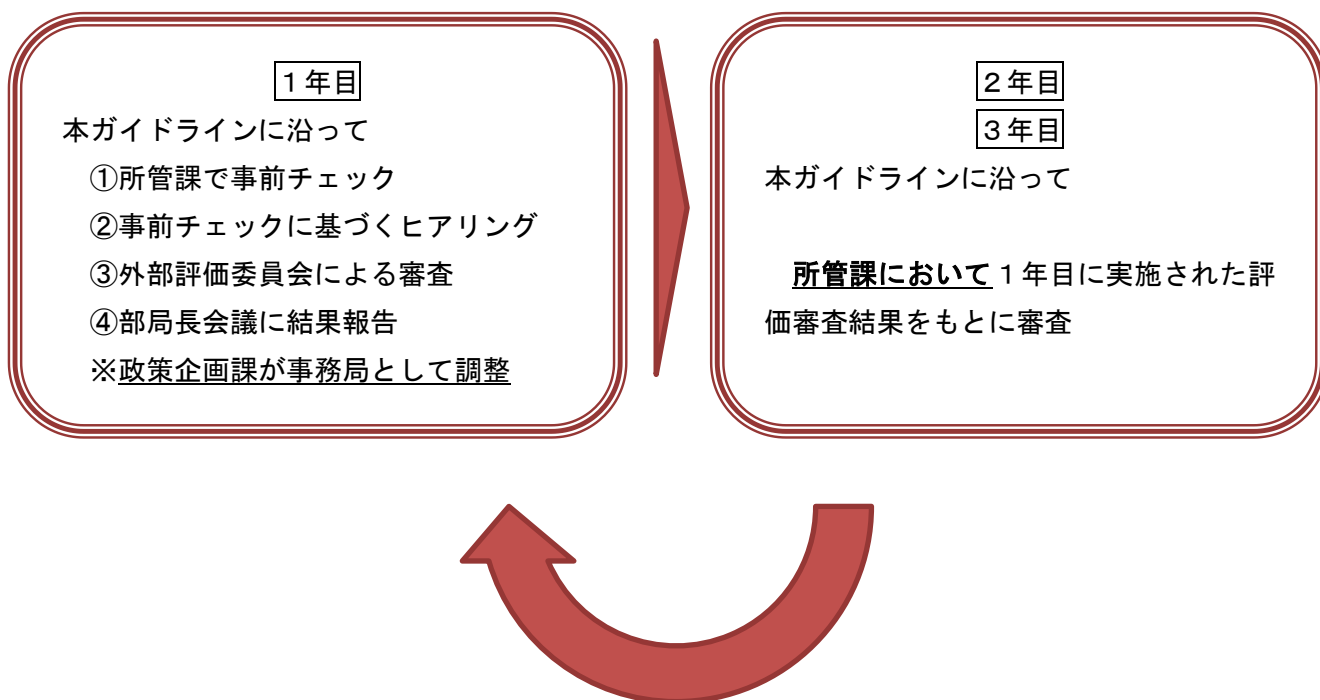 １年目
本ガイドラインに沿って
①所管課で事前チェック
②事前チェックに基づくヒアリング
③外部評価委員会による審査
④部局長会議に結果報告
※政策企画課が事務局として調整
２年目
３年目
本ガイドラインに沿って
所管課において１年目に実施された評
価審査結果をもとに審査